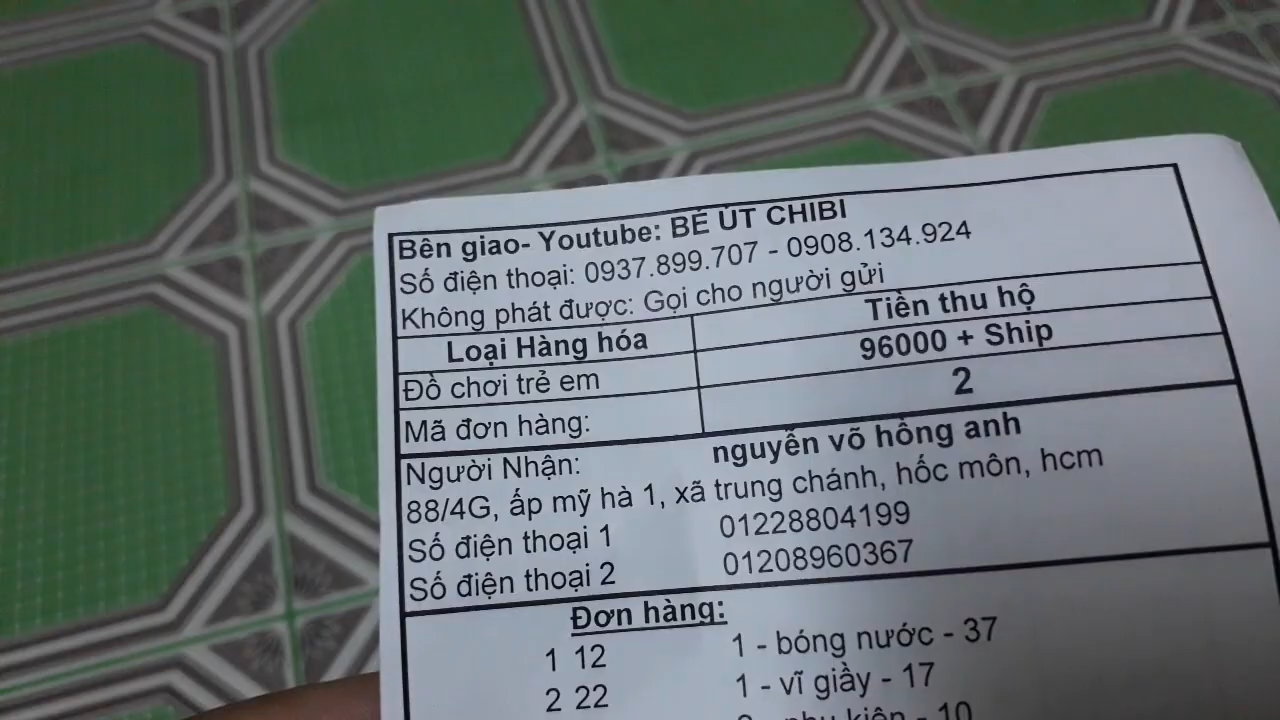 Bên giao- Youtube: BÉ ÚT CHIBI
Số điện thoại: 0937.899.707 - 0908.134.924
Không phát được: Gọi cho người gửi
Loại Hàng hóa Tiền thu hộ
Đồ chơi trẻ em 96000 + Ship
Mã đơn hàng: 2
Người Nhận: nguyễn võ hồng anh
88/4G, ấp mỹ hà 1, xã trung chánh, hốc môn, hcm
Số điện thoại 1 01228804199
Số điện thoại 2 01208960367
Đơn hàng:
1 12 1 - bóng nước - 37
2 22 1 - vĩ giầy - 17
phụ kiện - 10